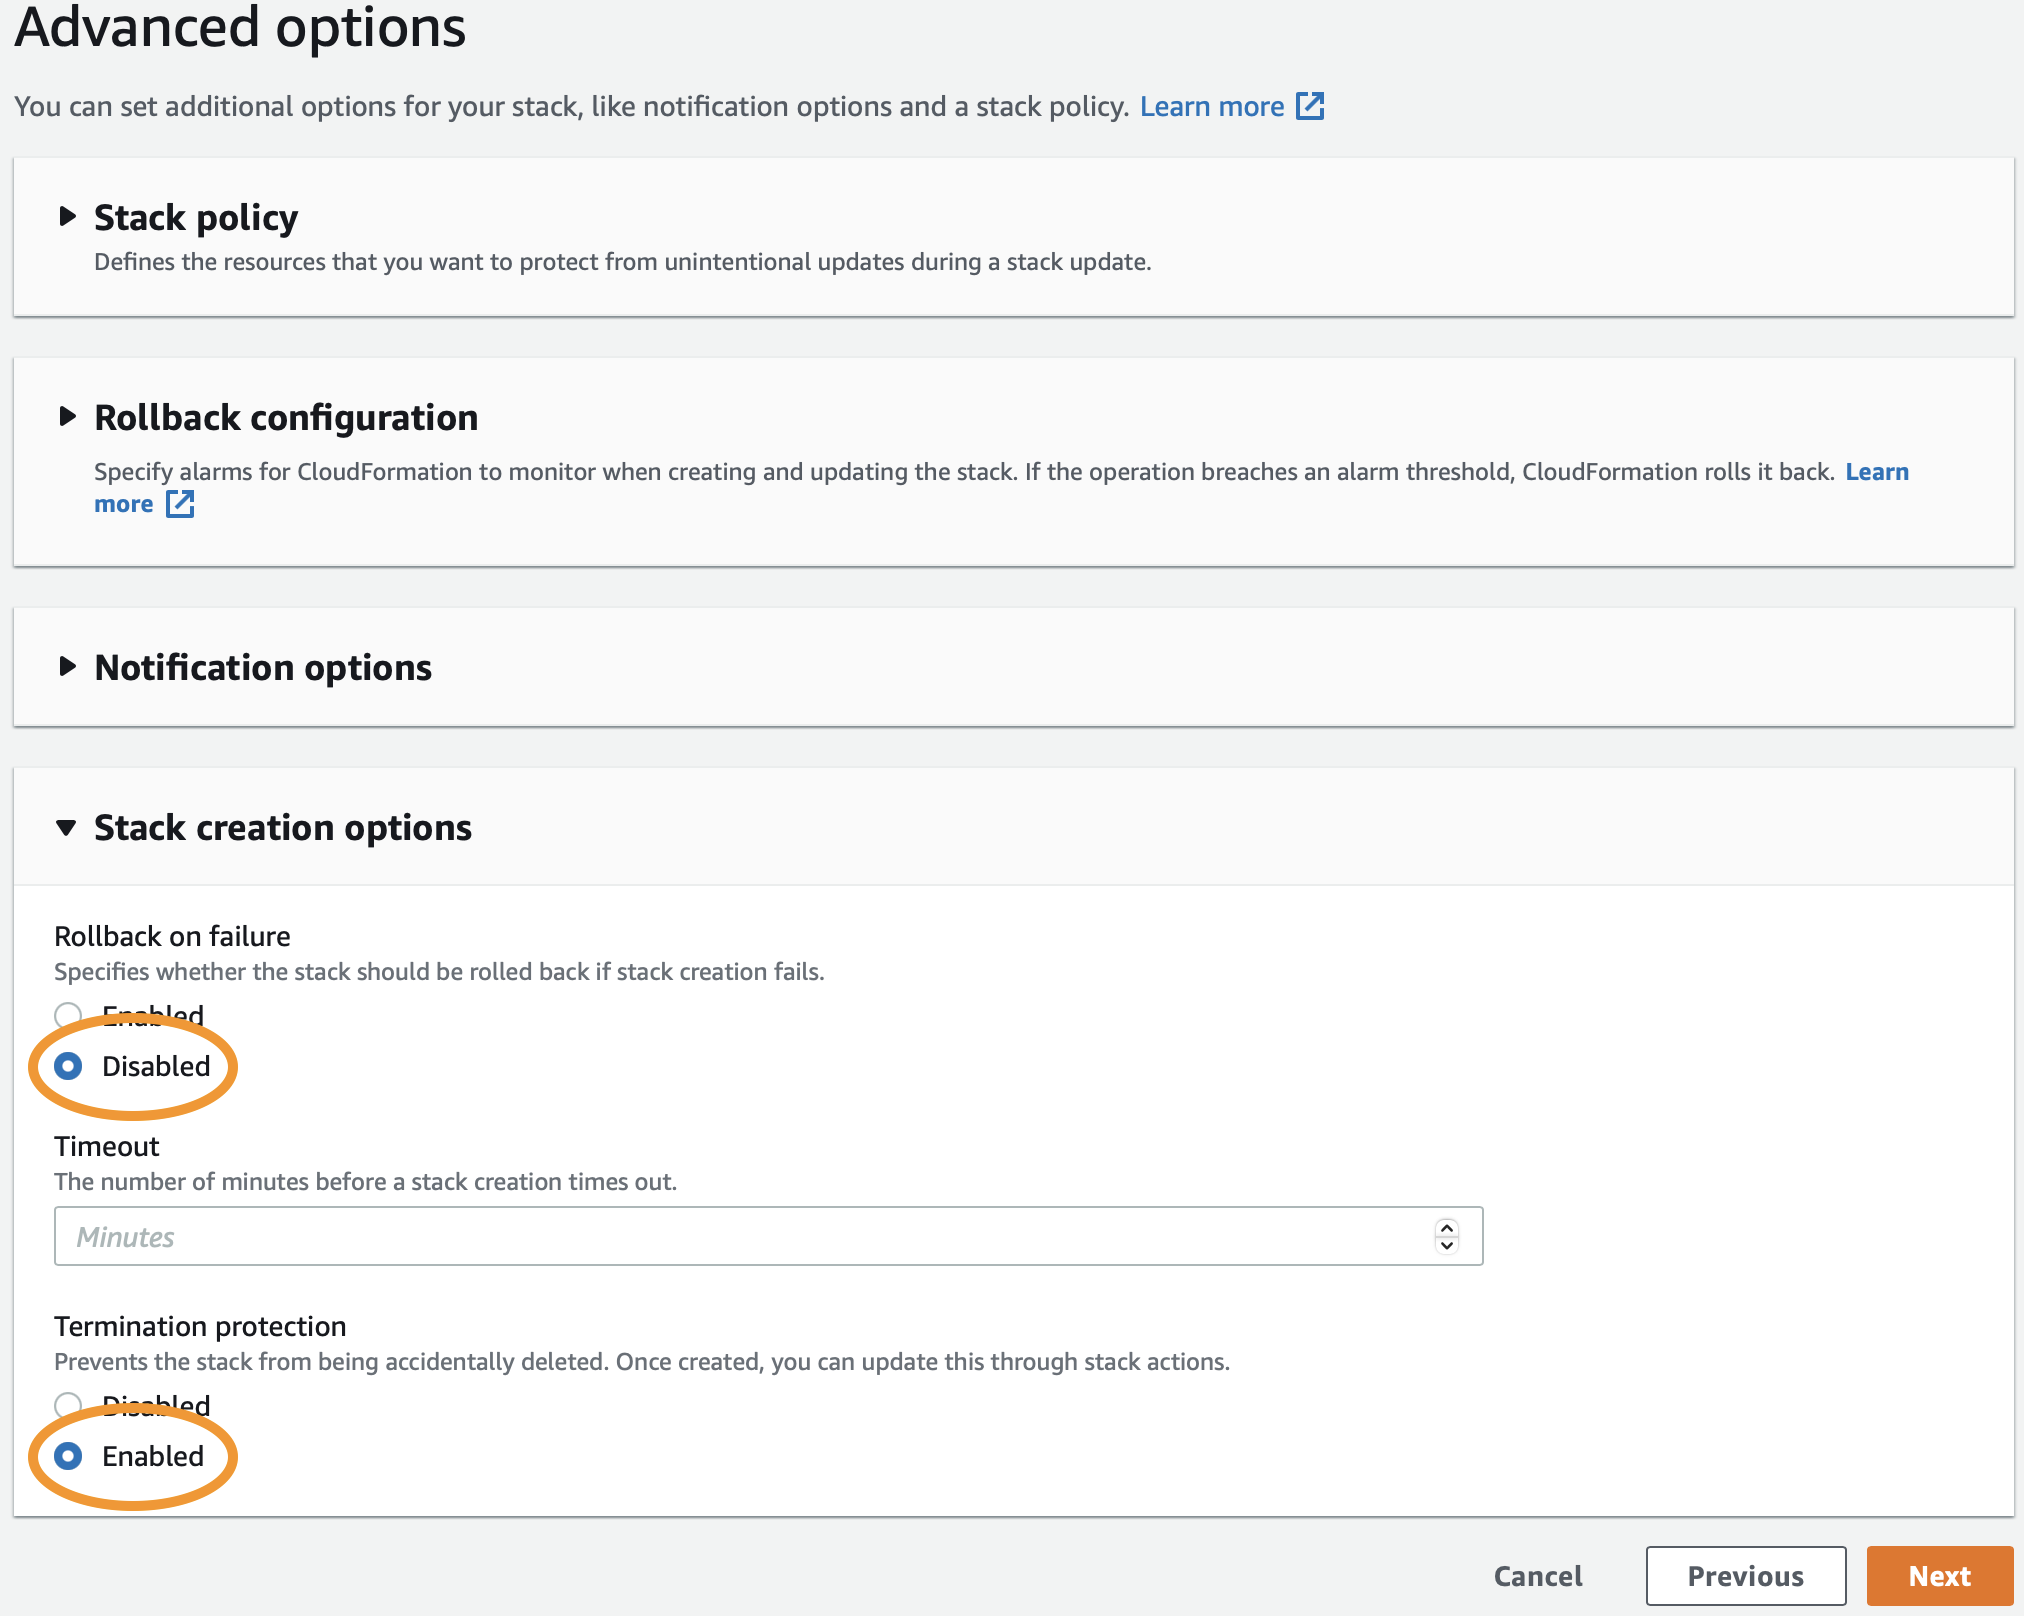 Advanced options
You can set additional options for your stack, like notification options and a stack policy. Learn more
Stack policy
Defines the resources that you want to protect from unintentional updates during a stack update.
Rollback configuration
Specify alarms for CloudFormation to monitor when creating and updating the stack. If the operation breaches an alarm threshold, CloudFormation rolls it back. Learn
more
Notification options
Stack creation options
Rollback on failure
Specifies whether the stack should be rolled back if stack creation fails.
Enabled
Disabled
Timeout
The number of minutes before a stack creation times out.
Minutes
Termination protection
Prevents the stack from being accidentally deleted. Once created, you can update this through stack actions.
Disabled
Enabled
Cancel Previous Next